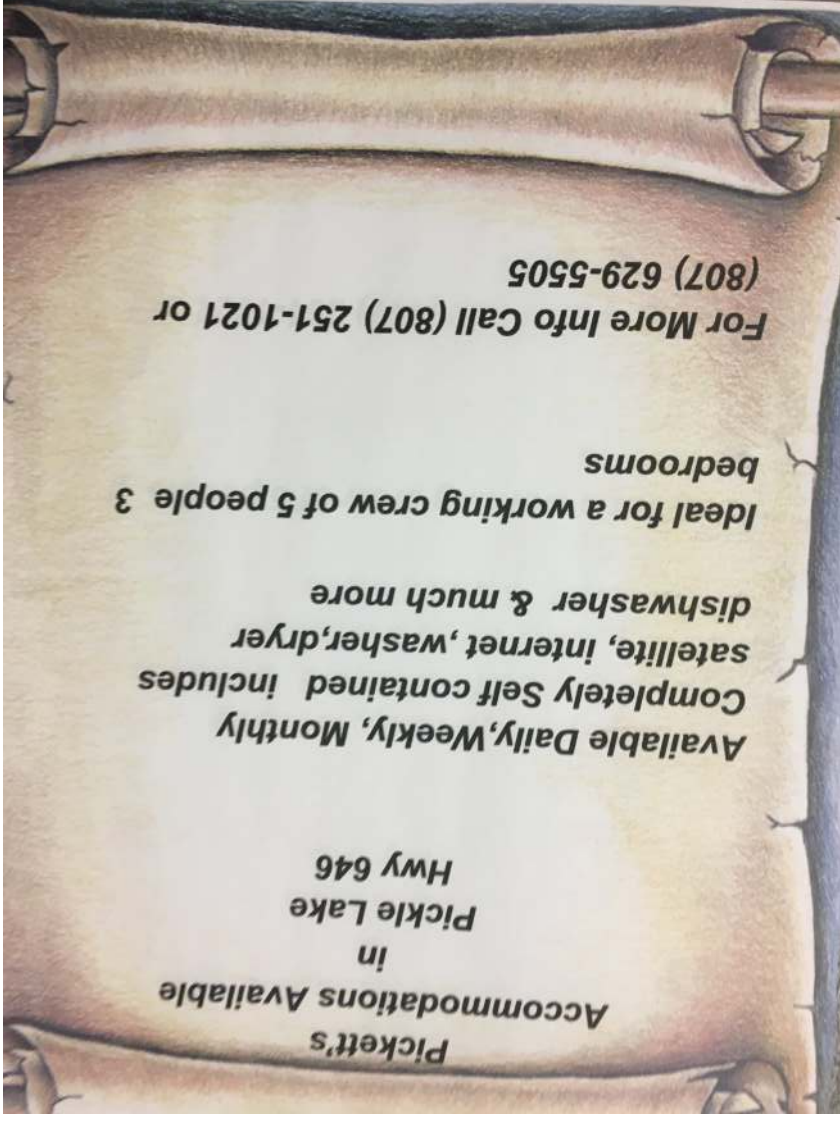 Pickett's
Accommodations Available
in
Pickle Lake
Hwy 646
Available Daily,Weekly, Monthly
Completely Self contained includes
satellite, internet ,washer,dryer
dishwasher & much more
Ideal for a working crew of 5 people 3
bedrooms
For More Info Call (807) 251-1021 or
(807) 629-5505